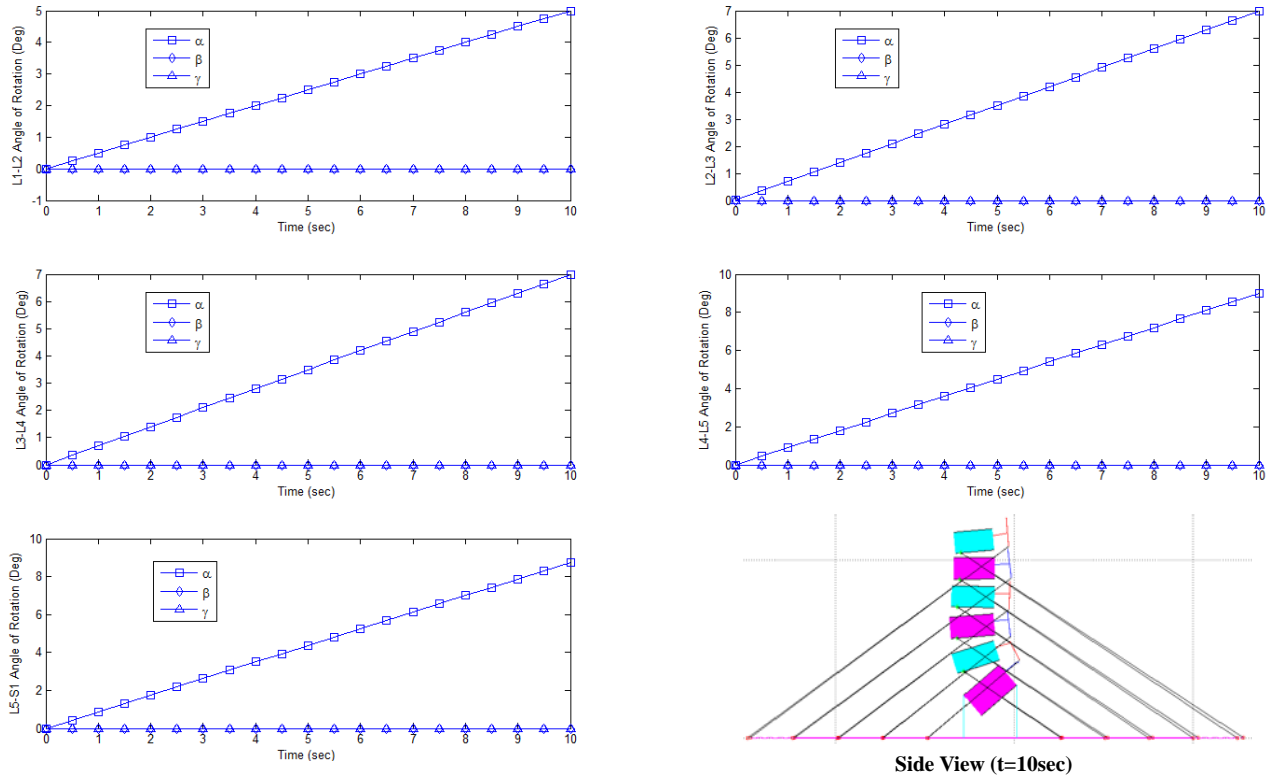 L1-L2 Angle of Rotation (Deg)
5
4
3
2
1
0
-1
α
β
γ
0 1 2 3 4 5 6 7 8 9 10
Time (sec)
L2-L3 Angle of Rotation (Deg)
7
6
5
4
3
2
1
0
α
β
γ
0 1 2 3 4 5 6 7 8 9 10
Time (sec)
L3-L4 Angle of Rotation (Deg)
7
6
5
4
3
2
1
0
α
β
γ
0 1 2 3 4 5 6 7 8 9 10
Time (sec)
L4-L5 Angle of Rotation (Deg)
10
8
6
4
2
0
α
β
γ
0 1 2 3 4 5 6 7 8 9 10
Time (sec)
L5-S1 Angle of Rotation (Deg)
10
8
6
4
2
0
α
β
γ
0 1 2 3 4 5 6 7 8 9 10
Time (sec)
Side View (t=10sec)